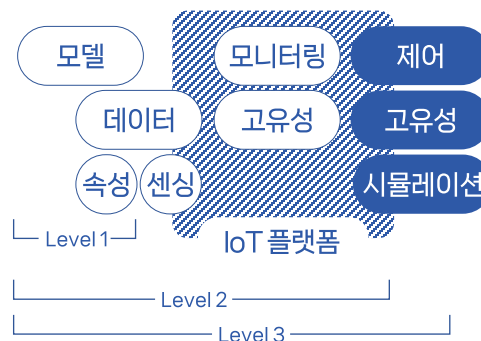 모델 모니터링 제어
데이터 고유성 고유성
속성 센싱 시뮬레이션
Level 1 IoT 플랫폼
Level 2
Level 3